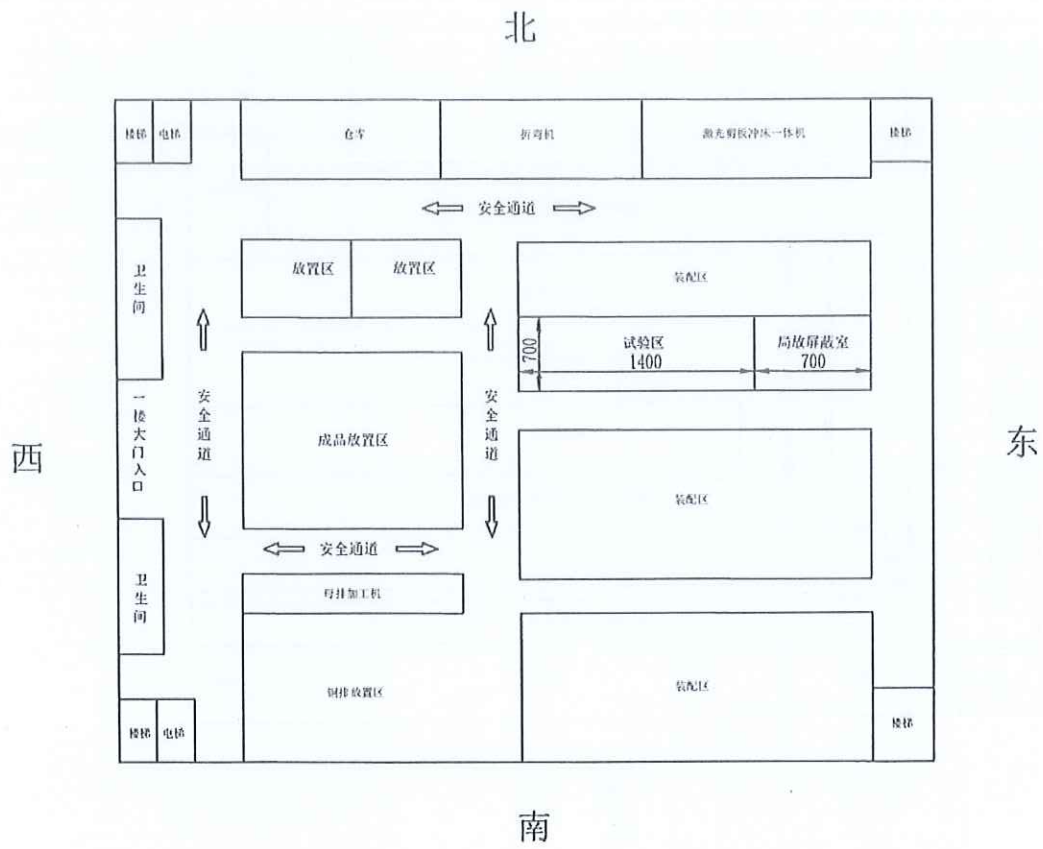 北
楼梯 电梯 仓库 折弯机 激光剪板冲床一体机 楼梯
安全通道
卫生间
放置区 放置区 装配区
试验区 局放屏蔽室
700 1400 700
一楼大门入口
安全通道
成品放置区
安全通道
西
东
装配区
安全通道
卫生间
母排加工机
铜排放置区 装配区
楼梯 电梯 楼梯
南